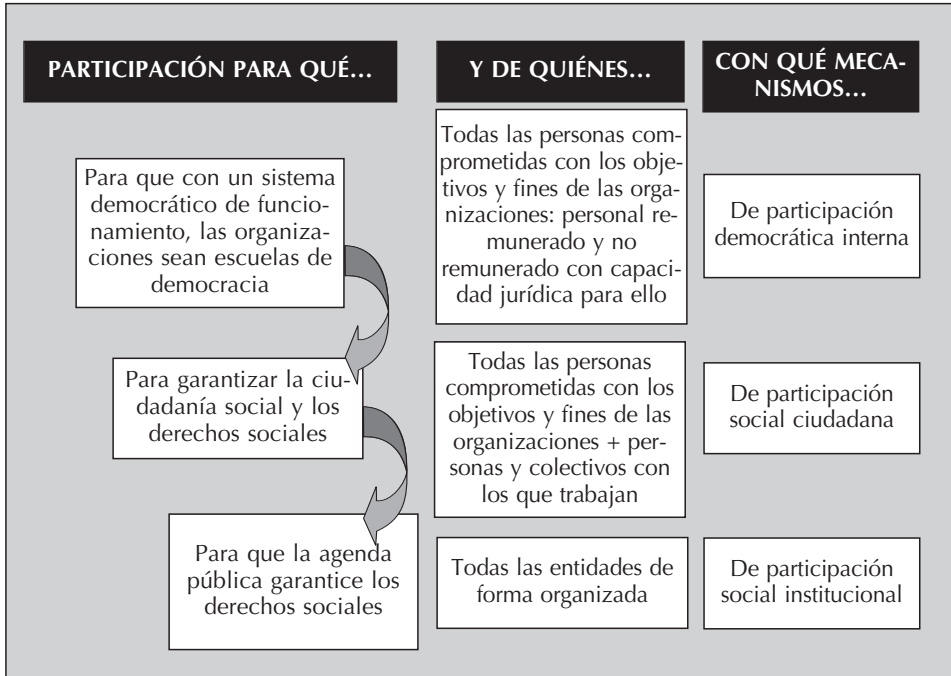 PARTICIPACIÓN PARA QUÉ…
Y DE QUIÉNES…
CON QUÉ MECA-
NISMOS…
Para que con un sistema
democrático de funcio-
namiento, las organiza-
ciones sean escuelas de
democracia
Todas las personas com-
prometidas con los obje-
tivos y fines de las orga-
nizaciones: personal re-
munerado y no
remunerado con capaci-
dad jurídica para ello
De participación
democrática interna
Para garantizar la ciu-
dadanía social y los
derechos sociales
Todas las personas
comprometidas con los
objetivos y fines de las
organizaciones + per-
sonas y colectivos con
los que trabajan
De participación
social ciudadana
Para que la agenda
pública garantice los
derechos sociales
Todas las entidades de
forma organizada
De participación
social institucional